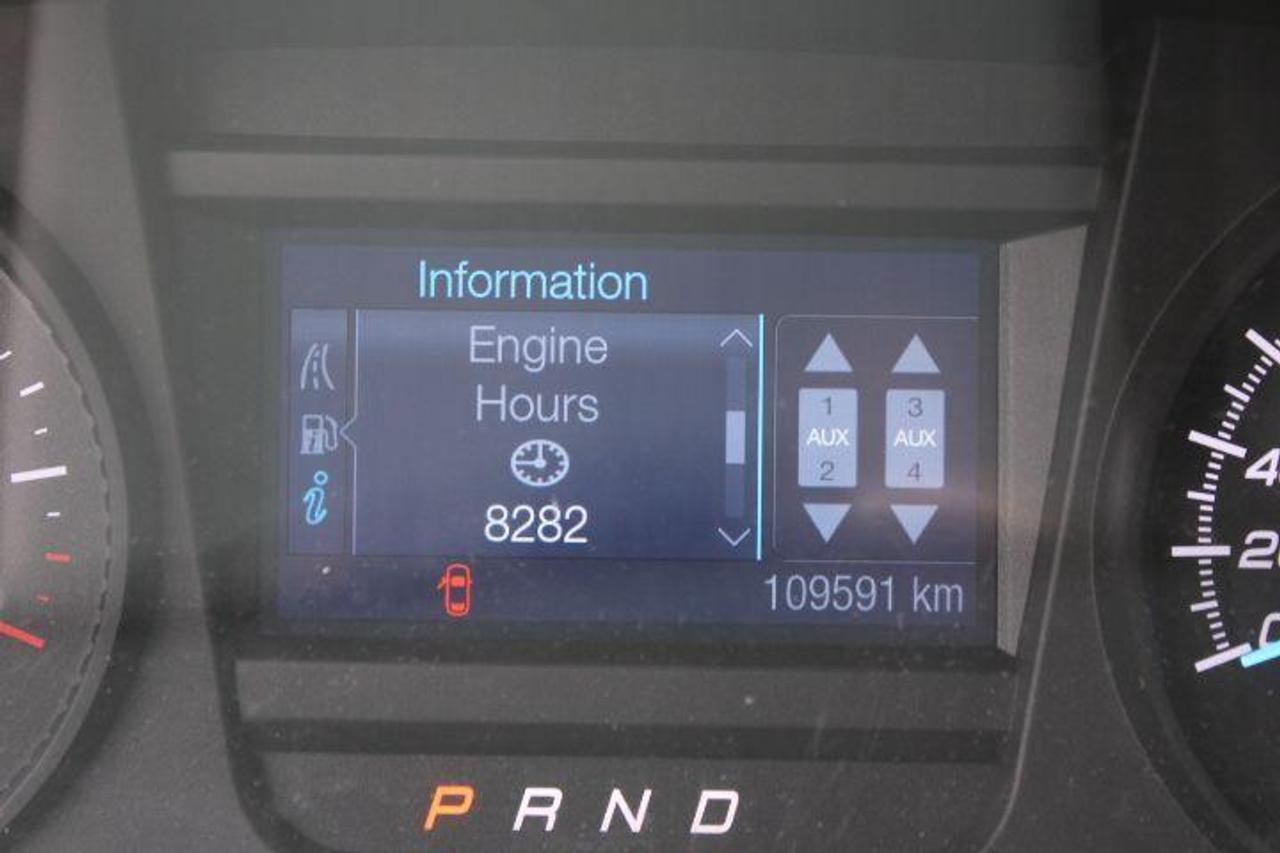 Information
Engine
Hours
8282
1
AUX
2
3
AUX
4
109591 km
P R N D